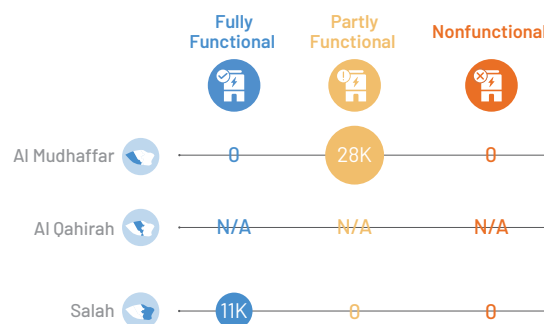 Fully
Functional
Partly
Functional
Nonfunctional
Al Mudhaffar 0 28K 0
Al Qahirah N/A N/A N/A
Salah 11K 0 0